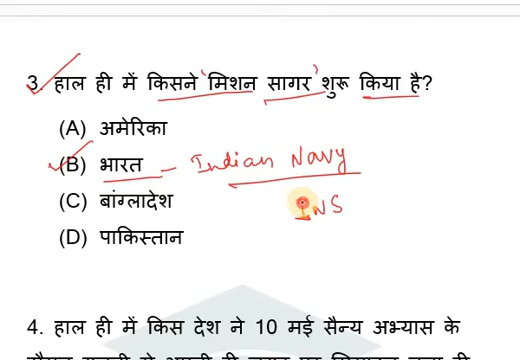 3. हाल ही में किसने 'मिशन सागर' शुरू किया है?
(A) अमेरिका
(B) भारत – Indian Navy
(C) बांग्लादेश INS
(D) पाकिस्तान
4. हाल ही में किस देश ने 10 मई सैन्य अभ्यास के